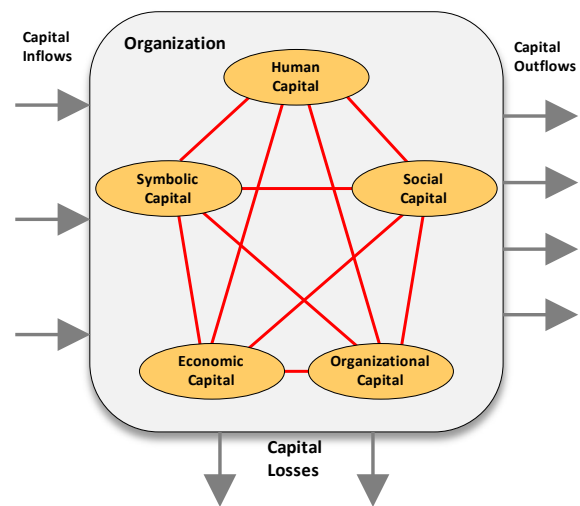 Capital
Inflows
Organization
Capital
Outflows
Human
Capital
Symbolic
Capital
Social
Capital
Economic
Capital
Organizational
Capital
Capital
Losses